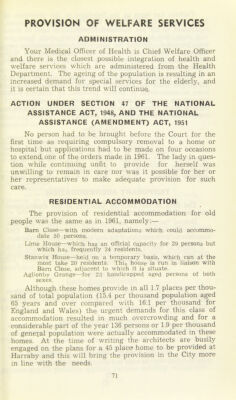 PROVISION OF WELFARE SERVICES
ADMINISTRATION
Your Medical Officer of Health is Chief Welfare Officer
and there is the closest possible integration of health and
welfare services which are administered from the Health
Department. The ageing of the population is resulting in an
increased demand for special services for the elderly, and
it is certain that this trend will continue.
ACTION UNDER SECTION 47 OF THE NATIONAL
ASSISTANCE ACT, 1948, AND THE NATIONAL
ASSISTANCE (AMENDMENT) ACT, 1951
No person had to be brought before the Court for the
first time as requiring compulsory removal to a home or
hospital but applications had to be made on four occasions
to extend one of the orders made in 1961. The lady in ques-
tion while continuing unfit to provide for herself was
unwilling to remain in care nor was it possible for her or
her representatives to make adequate provision for such
care.
RESIDENTIAL ACCOMMODATION
The provision of residential accommodation for old
people was the same as in 1961, namely:—
Barn Close—with modern adaptations which could accommo-
date 50 persons.
Lime House—which has an official capacity for 29 persons but
which has frequently 34 residents.
Stanwix House—held on a temporary basis, which can at the
most take 20 residents. This house is run in liaison with
Barn Close, adjacent to which it is situate.
Aglionby Grange—for 25 handicapped aged persons of both
sexes.
Although these homes provide in all 1.7 places per thou-
sand of total population (15.4 per thousand population aged
65 years and over compared with 16.1 per thousand for
England and Wales) the urgent demands for this class of
accommodation resulted in much overcrowding and for a
considerable part of the year 136 persons or 1.9 per thousand
of general population were actually accommodated in these
homes. At the time of writing the architects are busily
engaged on the plans for a 45 place home to be provided at
Harraby and this will bring the provision in the City more
in line with the needs.
71